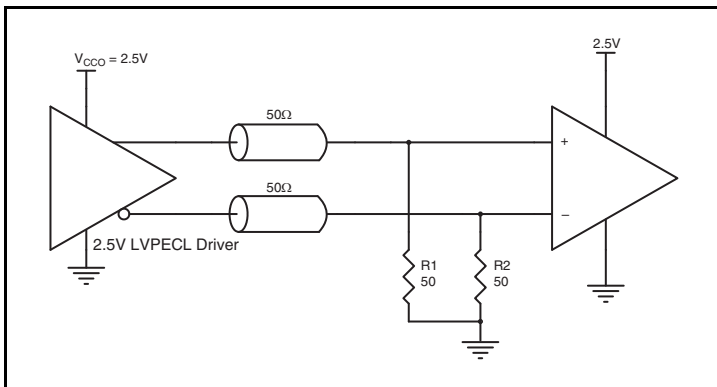 V_CCO = 2.5V
2.5V
50Ω
50Ω
+
−
2.5V LVPECL Driver
R1
50
R2
50